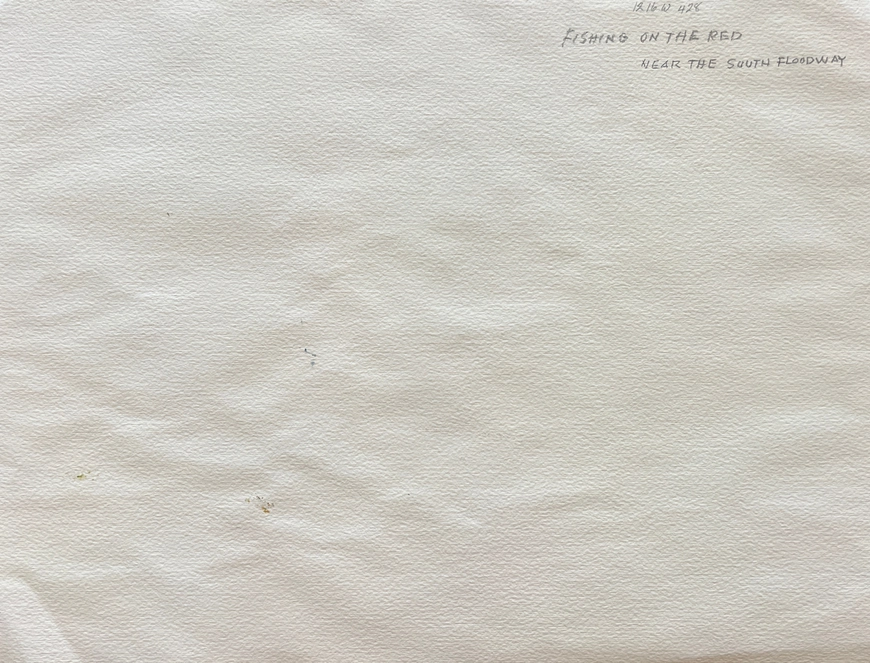 FISHING ON THE RED
NEAR THE SOUTH FLOODWAY